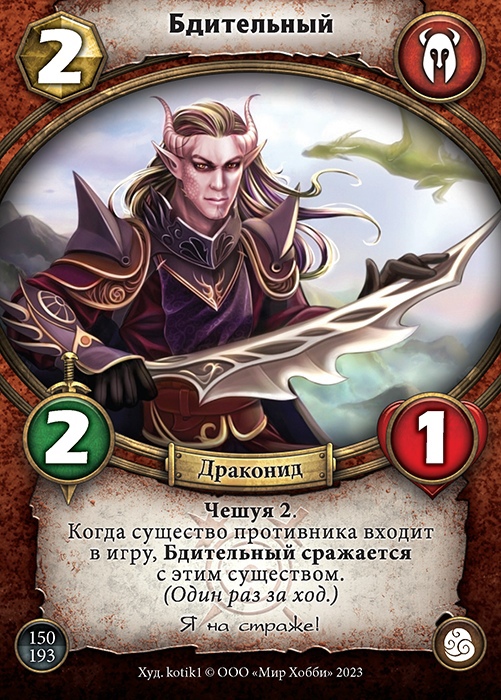 Бдительный
2
2
1
Драконид
Чешуя 2.
Когда существо противника входит
в игру, Бдительный сражается
с этим существом.
(Один раз за ход.)
Я на страже!
150
193
Худ. kotik1 © ООО «Мир Хобби» 2023